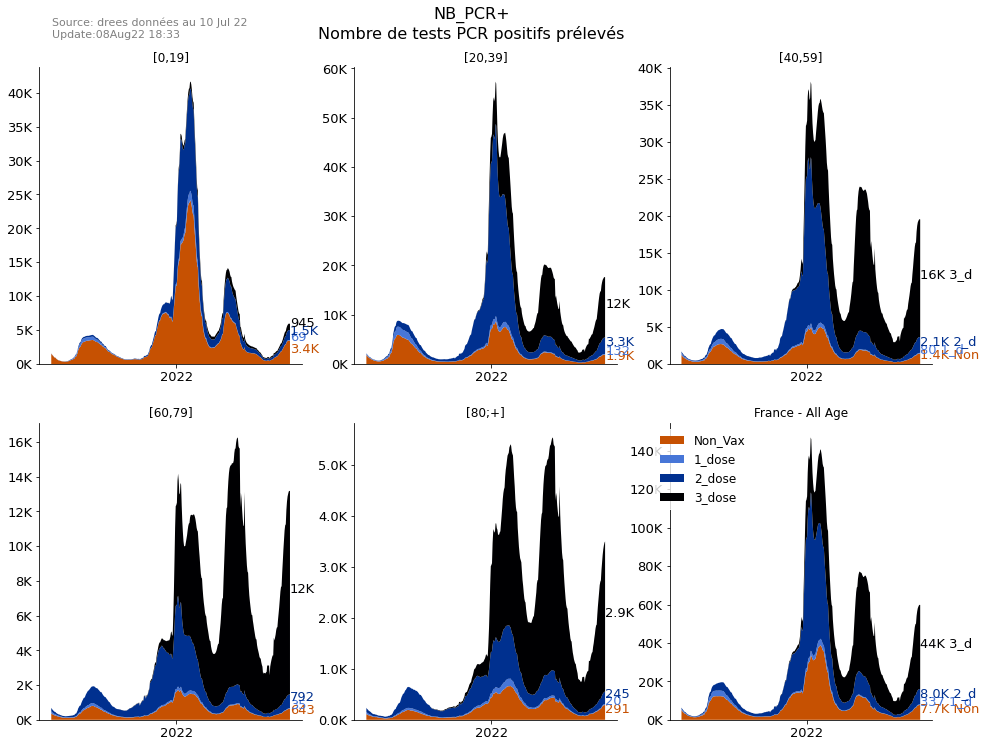 NB_PCR+
Nombre de tests PCR positifs prélevés
Source: drees données au 10 Jul 22
Update:08Aug22 18:33
[0,19]
40K
35K
30K
25K
20K
15K
10K
5K
0K
2022
945
1.5K
69
3.4K
[20,39]
60K
50K
40K
30K
20K
10K
0K
2022
12K
3.3K
132
1.9K
[40,59]
40K
35K
30K
25K
20K
15K
10K
5K
0K
2022
16K 3_d
2.1K 2_d
1.4K Non
[60,79]
16K
14K
12K
10K
8K
6K
4K
2K
0K
2022
12K
792
643
[80;+]
5.0K
4.0K
3.0K
2.0K
1.0K
0.0K
2022
2.9K
245
291
France - All Age
140K
120K
100K
80K
60K
40K
20K
0K
2022
Non_Vax
1_dose
2_dose
3_dose
44K 3_d
8.0K 2_d
7.7K Non